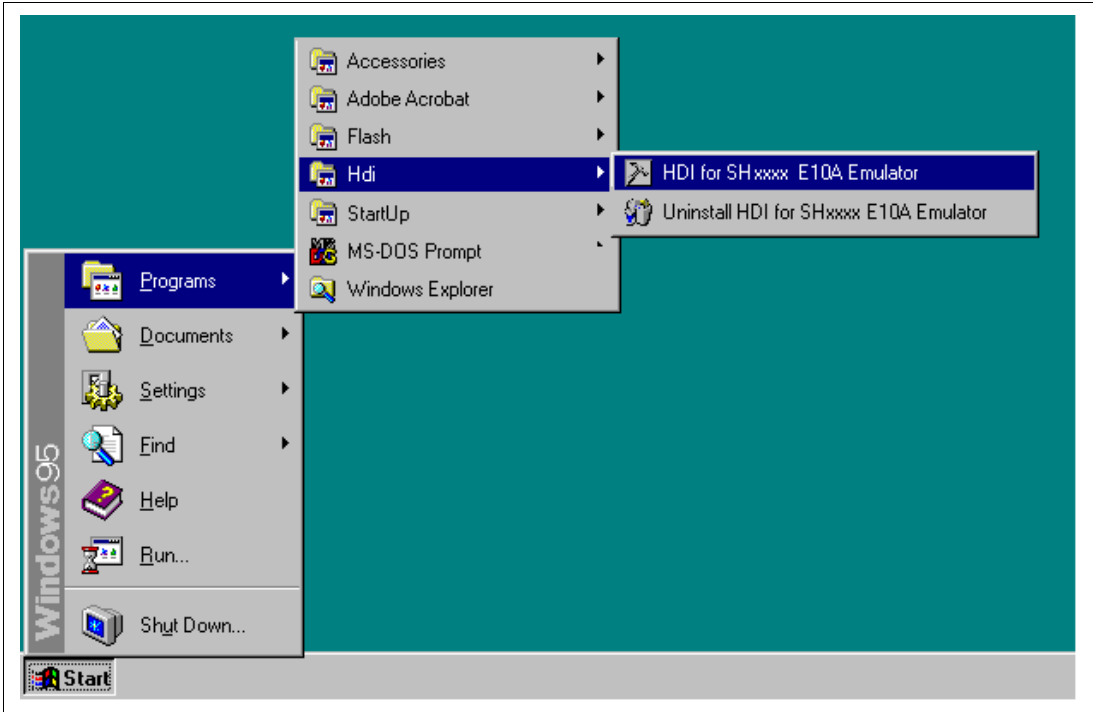 Accessories
Adobe Acrobat
Flash
Hdi
StartUp
MS-DOS Prompt
Windows Explorer
HDI for SHxxxx E10A Emulator
Uninstall HDI for SHxxxx E10A Emulator
Programs
Documents
Settings
Find
Help
Run...
Shut Down...
Windows95
Start